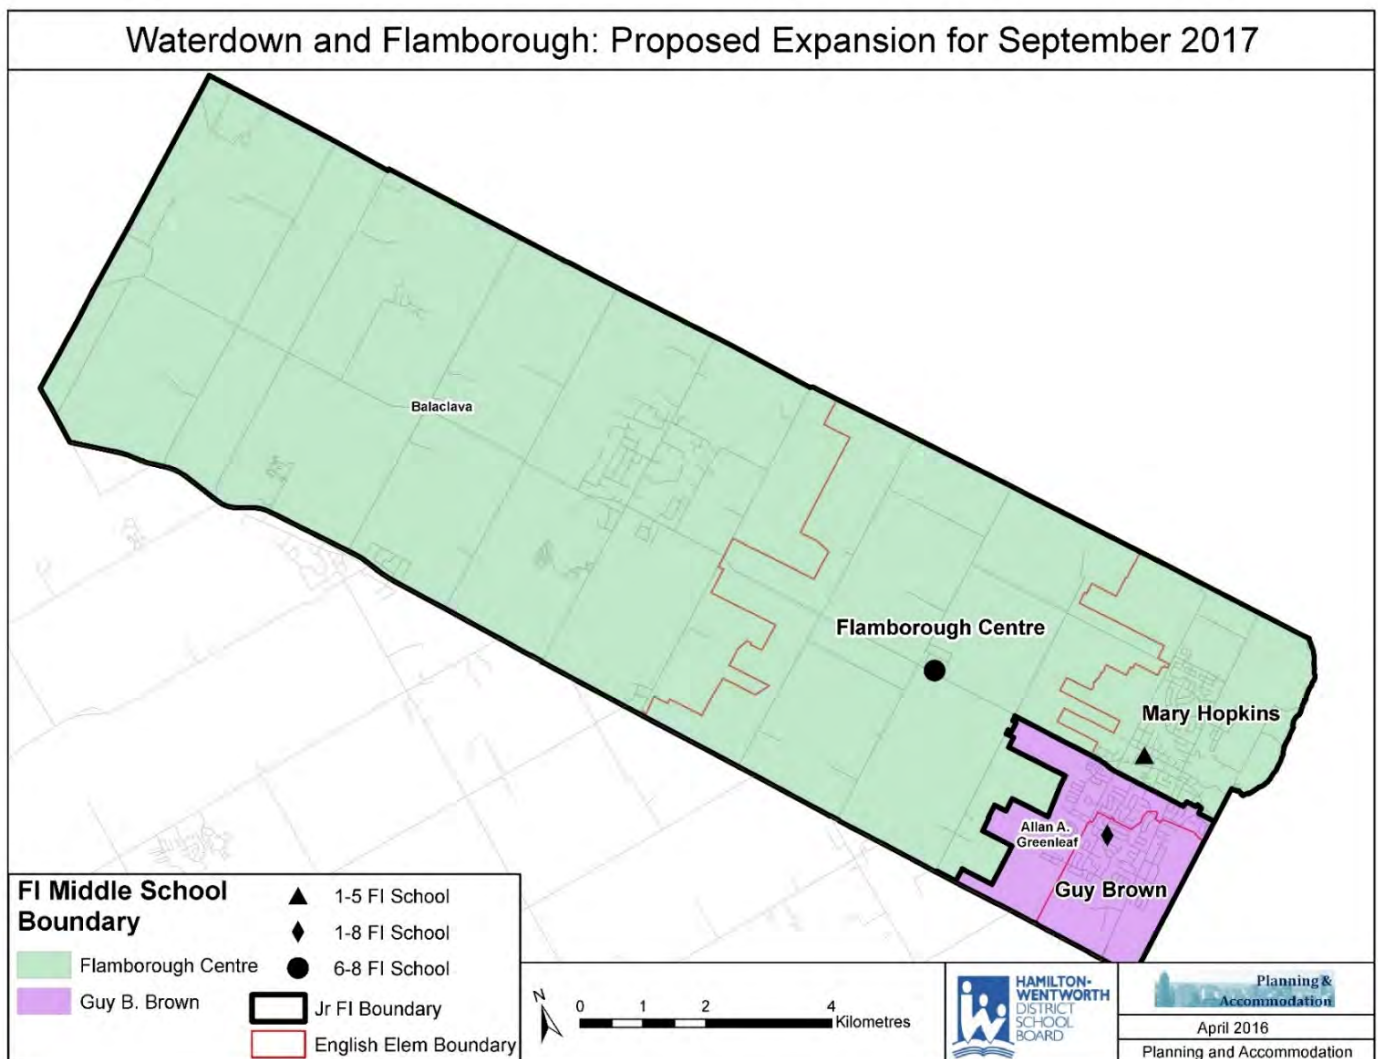 Waterdown and Flamborough: Proposed Expansion for September 2017
Balaclava
Flamborough Centre
Mary Hopkins
Allan A.
Greenleaf
Guy Brown
FI Middle School
Boundary
Flamborough Centre
Guy B. Brown
1-5 FI School
1-8 FI School
6-8 FI School
Jr FI Boundary
English Elem Boundary
N
0 1 2 4
Kilometres
HAMILTON-
WENTWORTH
DISTRICT
SCHOOL
BOARD
Planning &
Accommodation
April 2016
Planning and Accommodation